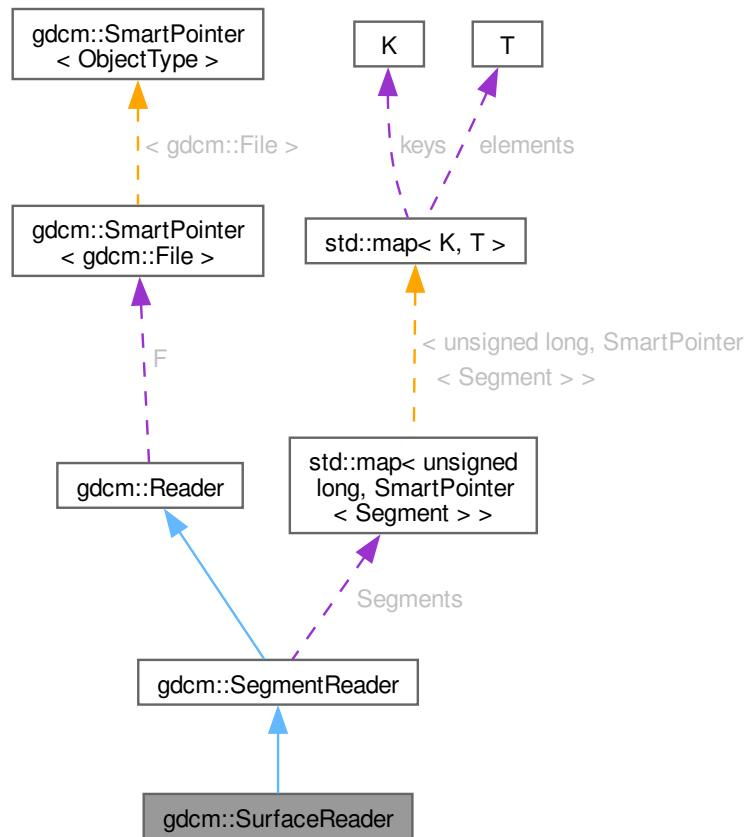 gdcm::SmartPointer
< ObjectType >
K
T
< gdcm::File >
keys
elements
gdcm::SmartPointer
< gdcm::File >
std::map< K, T >
F
< unsigned long, SmartPointer
< Segment > >
gdcm::Reader
std::map< unsigned
long, SmartPointer
< Segment > >
Segments
gdcm::SegmentReader
gdcm::SurfaceReader